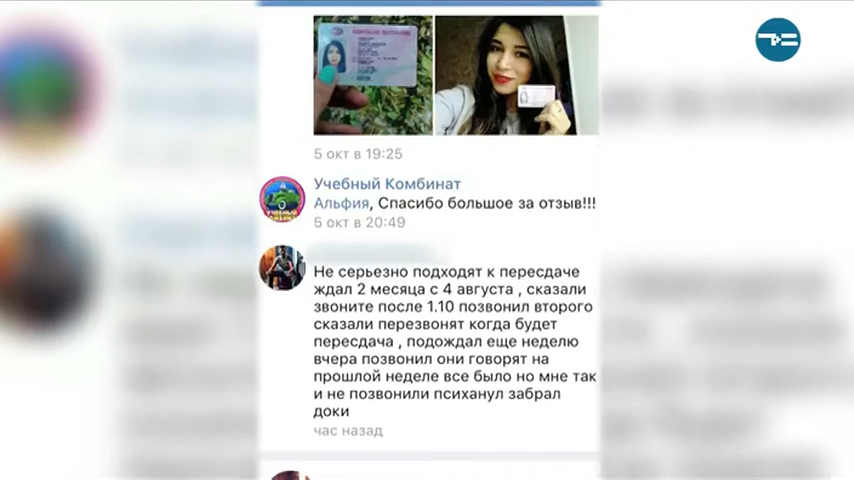 5 окт в 19:25
Учебный Комбинат
Альфия, Спасибо большое за отзыв!!!
5 окт в 20:49
Не серьезно подходят к пересдаче
ждал 2 месяца с 4 августа , сказали
звоните после 1.10 позвонил второго
сказали перезвонят когда будет
пересдача , подождал еще неделю
вчера позвонил они говорят на
прошлой неделе все было но мне так
и не позвонили психанул забрал
доки
час назад